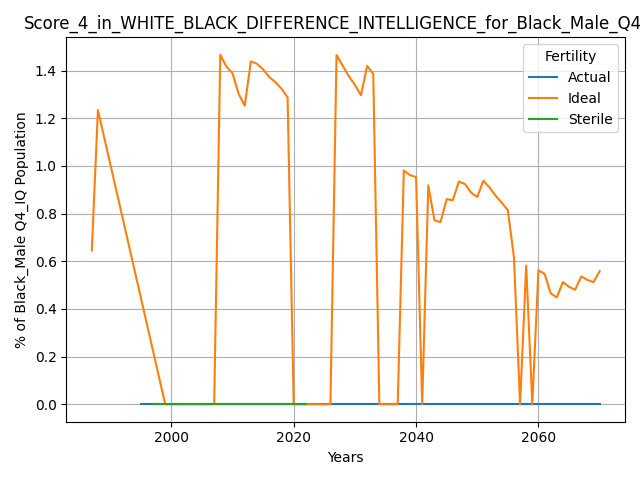 Score_4_in_WHITE_BLACK_DIFFERENCE_INTELLIGENCE_for_Black_Male_Q4
Fertility
Actual
Ideal
Sterile
% of Black_Male Q4_IQ Population
1.4
1.2
1.0
0.8
0.6
0.4
0.2
0.0
2000 2020 2040 2060
Years